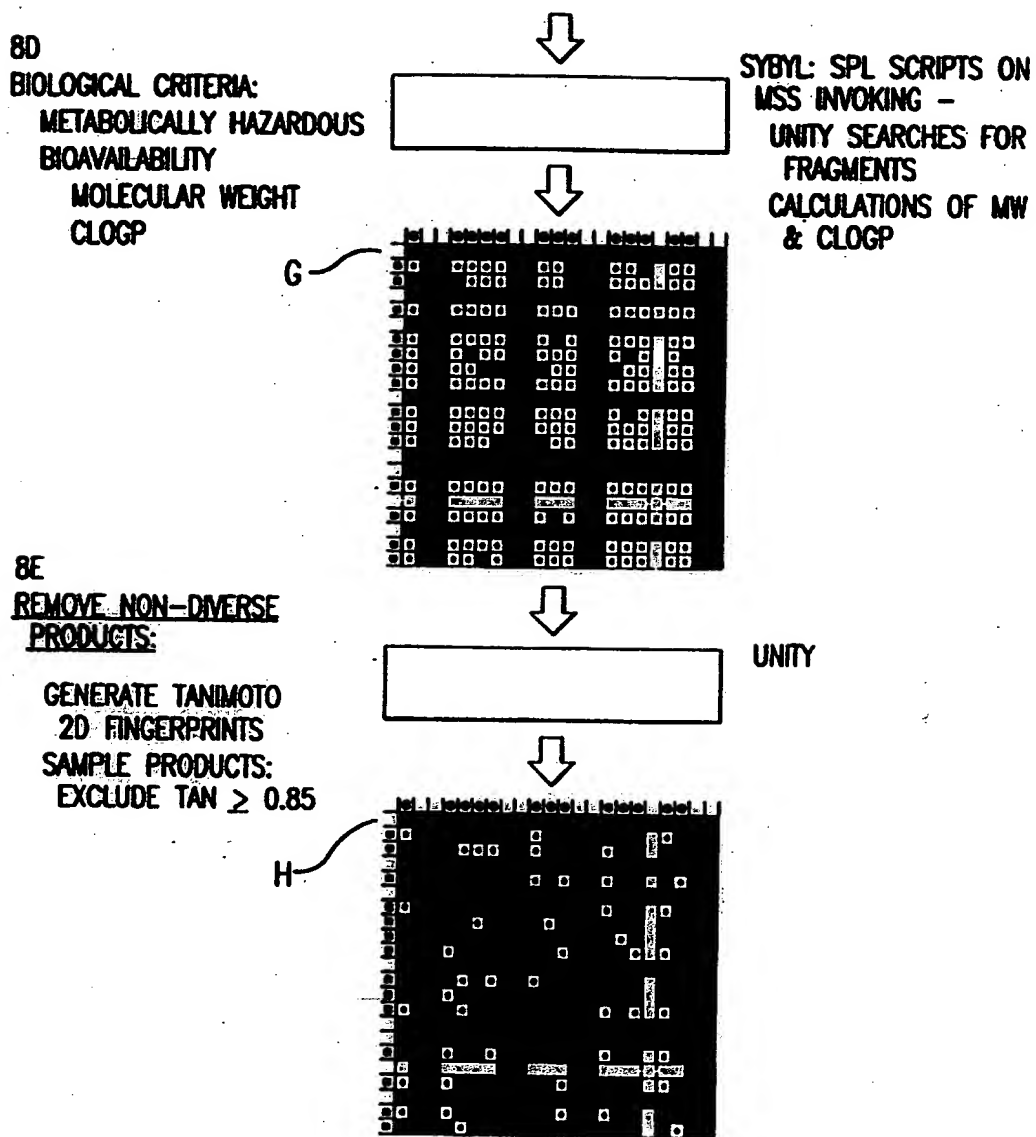 8D
BIOLOGICAL CRITERIA:
METABOLICALLY HAZARDOUS
BIOAVAILABILITY
MOLECULAR WEIGHT
CLOGP
SYBYL: SPL SCRIPTS ON
MSS INVOKING –
UNITY SEARCHES FOR
FRAGMENTS
CALCULATIONS OF MW
& CLOGP
G
8E
REMOVE NON-DIVERSE
PRODUCTS:
GENERATE TANIMOTO
2D FINGERPRINTS
SAMPLE PRODUCTS:
EXCLUDE TAN ≥ 0.85
UNITY
H